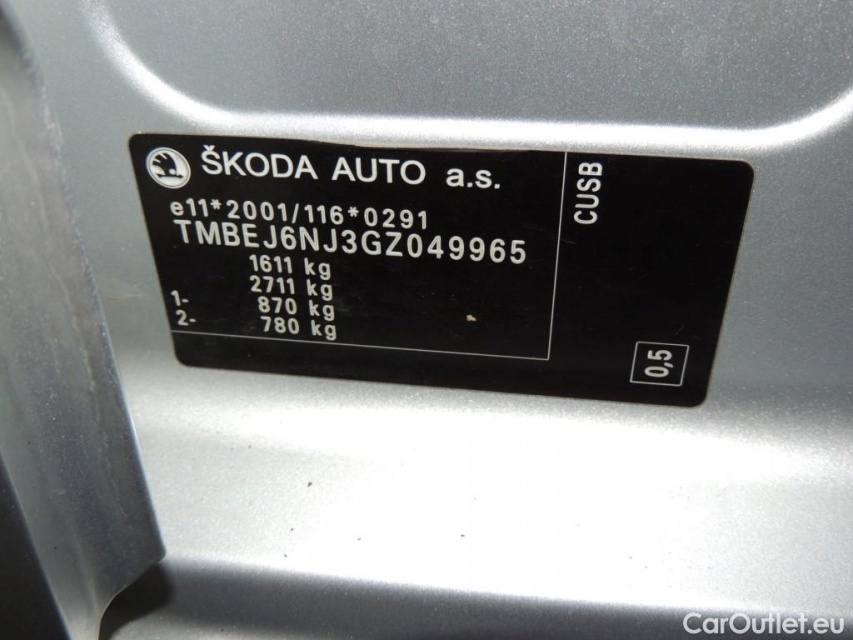 ŠKODA AUTO a.s.
e11*2001/116*0291
TMBEJ6NJ3GZ049965
1611 kg
2711 kg
1- 870 kg
2- 780 kg
CUSB
0,5
CarOutlet.eu